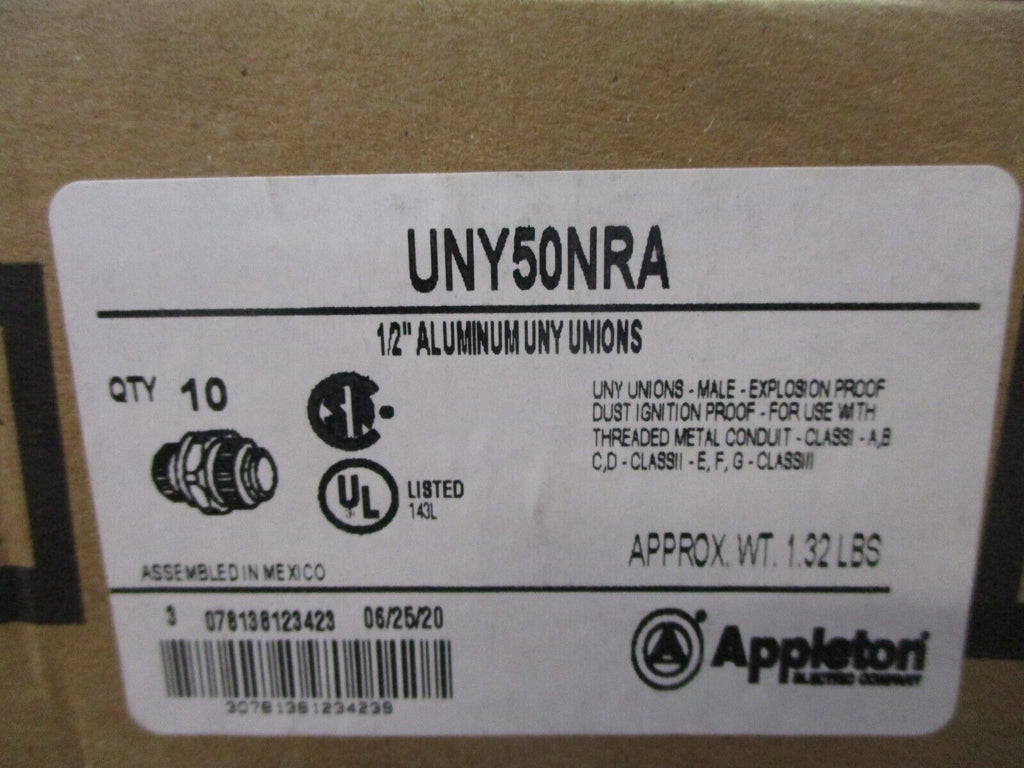 UNY50NRA
1/2" ALUMINUM UNY UNIONS
QTY 10
UNY UNIONS - MALE - EXPLOSION PROOF
DUST IGNITION PROOF - FOR USE WITH
THREADED METAL CONDUIT - CLASSI - A,B
C,D - CLASSII - E, F, G - CLASSIII
UL LISTED
143L
APPROX. WT. 1.32 LBS
ASSEMBLED IN MEXICO
3 078138123423 06/25/20
30781381234239
Appleton
ELECTRIC COMPANY